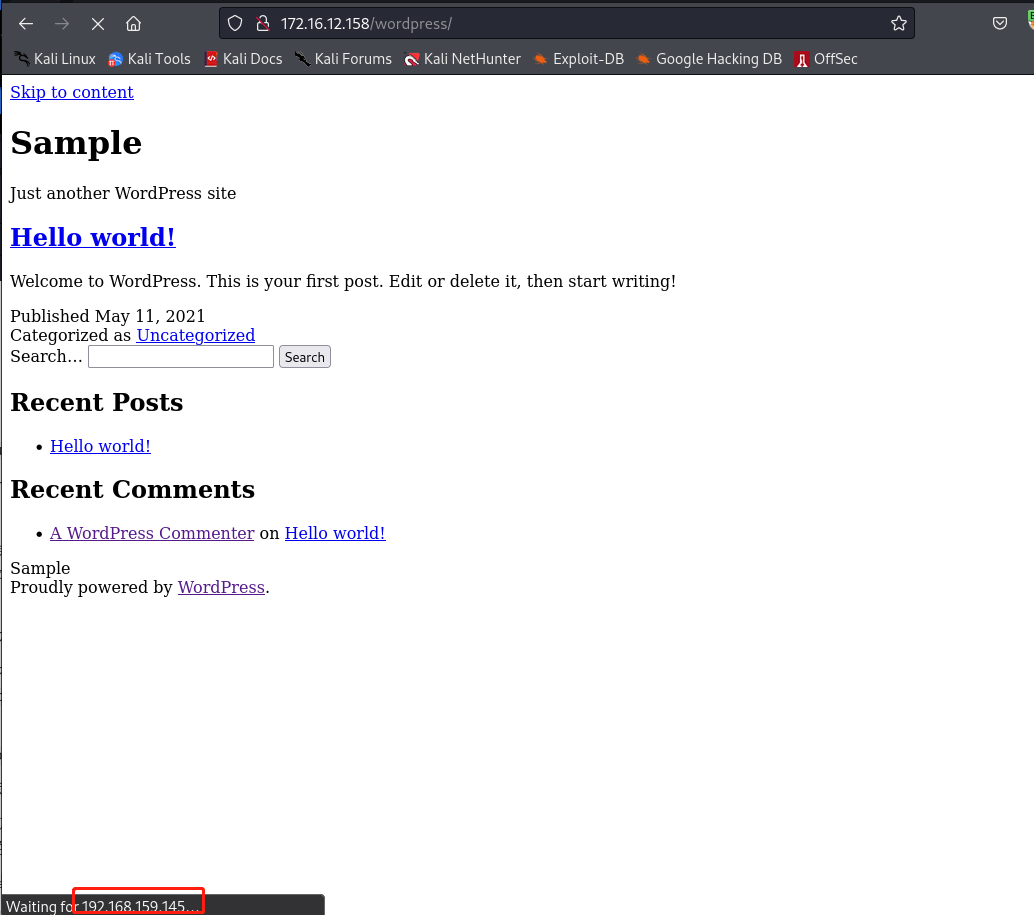 172.16.12.158/wordpress/
Kali Linux Kali Tools Kali Docs Kali Forums Kali NetHunter Exploit-DB Google Hacking DB OffSec
Skip to content
Sample
Just another WordPress site
Hello world!
Welcome to WordPress. This is your first post. Edit or delete it, then start writing!
Published May 11, 2021
Categorized as Uncategorized
Search… Search
Recent Posts
• Hello world!
Recent Comments
• A WordPress Commenter on Hello world!
Sample
Proudly powered by WordPress.
Waiting for 192.168.159.145…